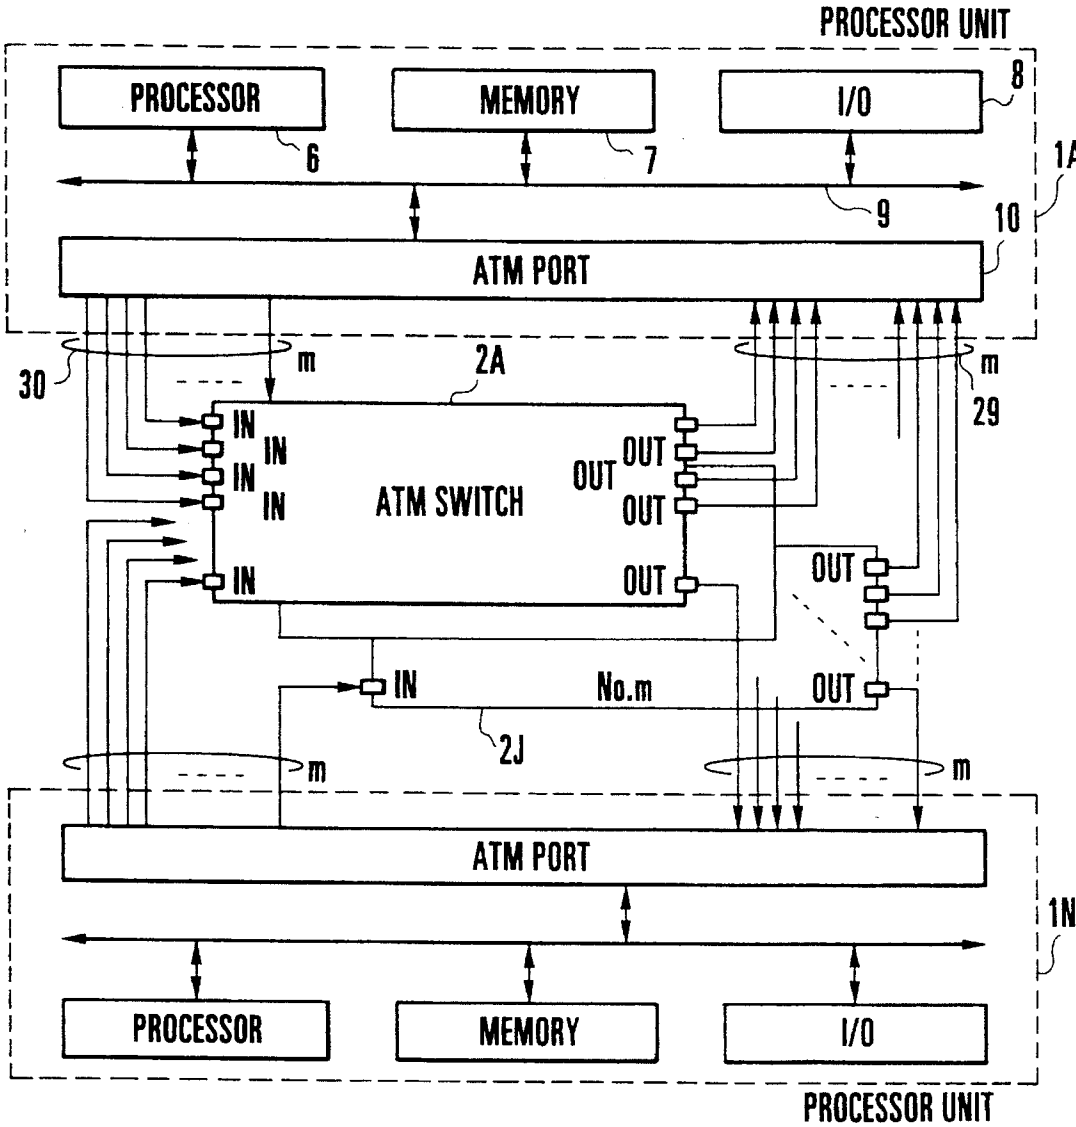 PROCESSOR UNIT
PROCESSOR
MEMORY
I/O
8
6
7
1A
9
10
ATM PORT
30
m
2A
m
29
IN
IN
IN
IN
OUT
OUT
OUT
ATM SWITCH
IN
OUT
OUT
IN
No.m
OUT
2J
m
m
ATM PORT
1N
PROCESSOR
MEMORY
I/O
PROCESSOR UNIT